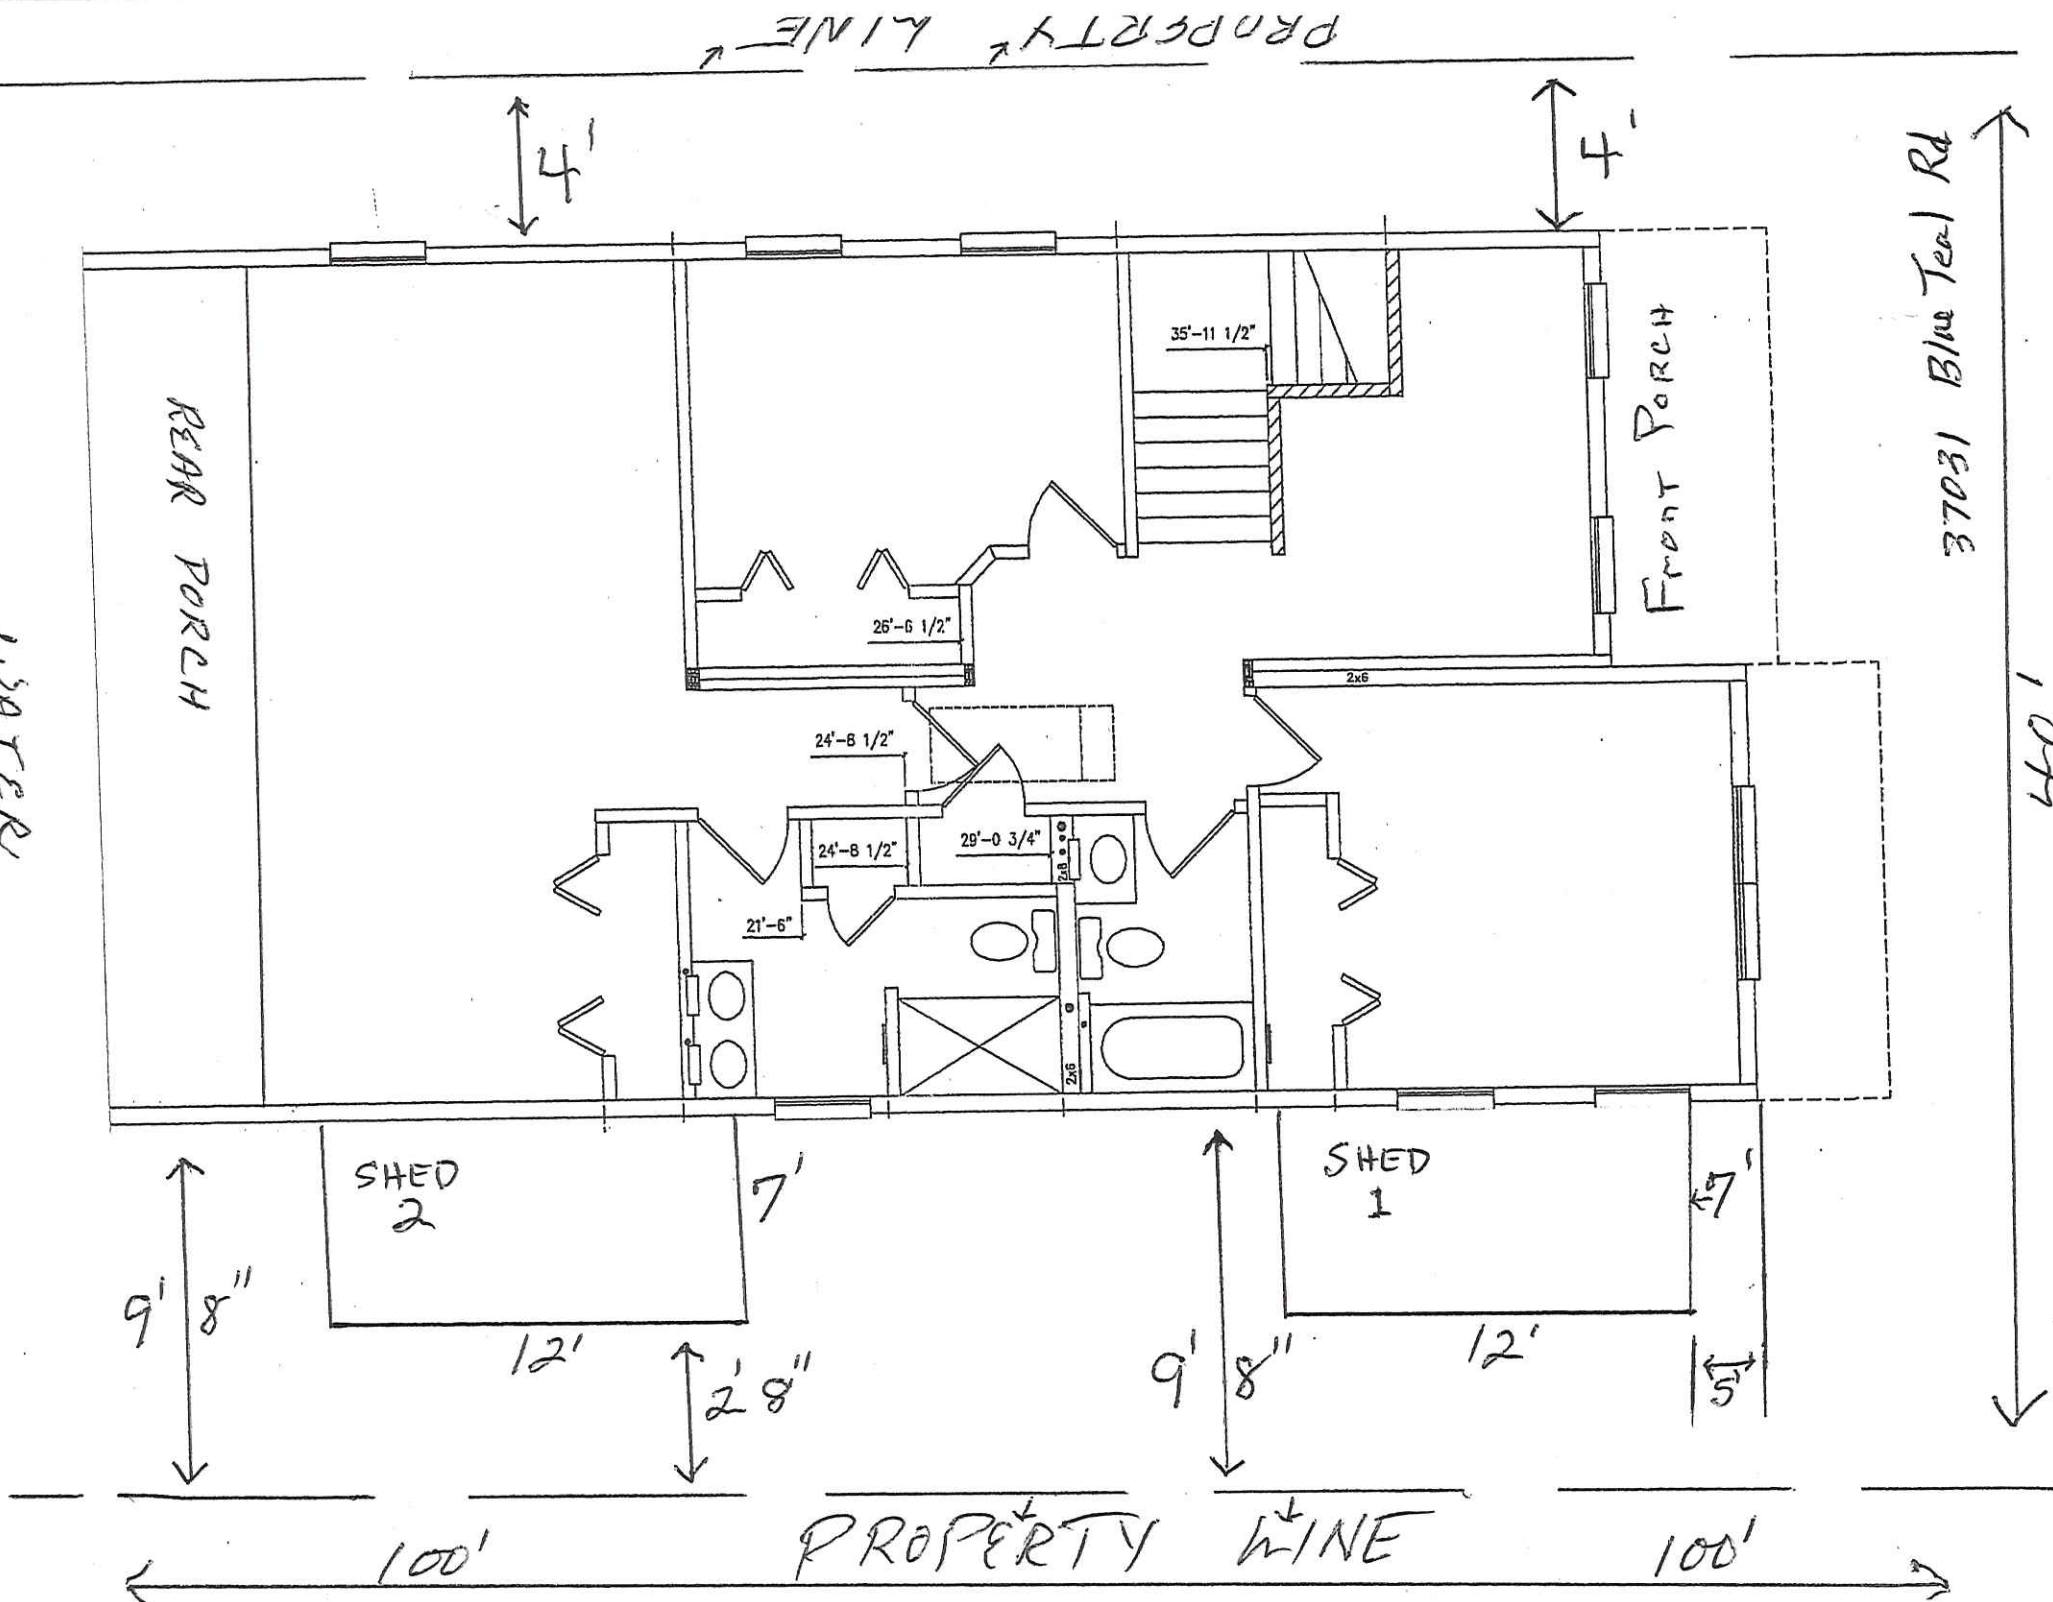 PROPERTY LINE
4'
4'
37031 Blue Teal Rd
35'-11 1/2"
FRONT PORCH
REAR PORCH
26'-6 1/2"
2x6
24'-8 1/2"
WATER
24'-8 1/2"
29'-0 3/4"
2x8
21'-6"
2x6
SHED
2
7'
SHED
1
7'
9' 8"
12'
2' 8"
9' 8"
12'
5'
PROPERTY LINE
100'
100'